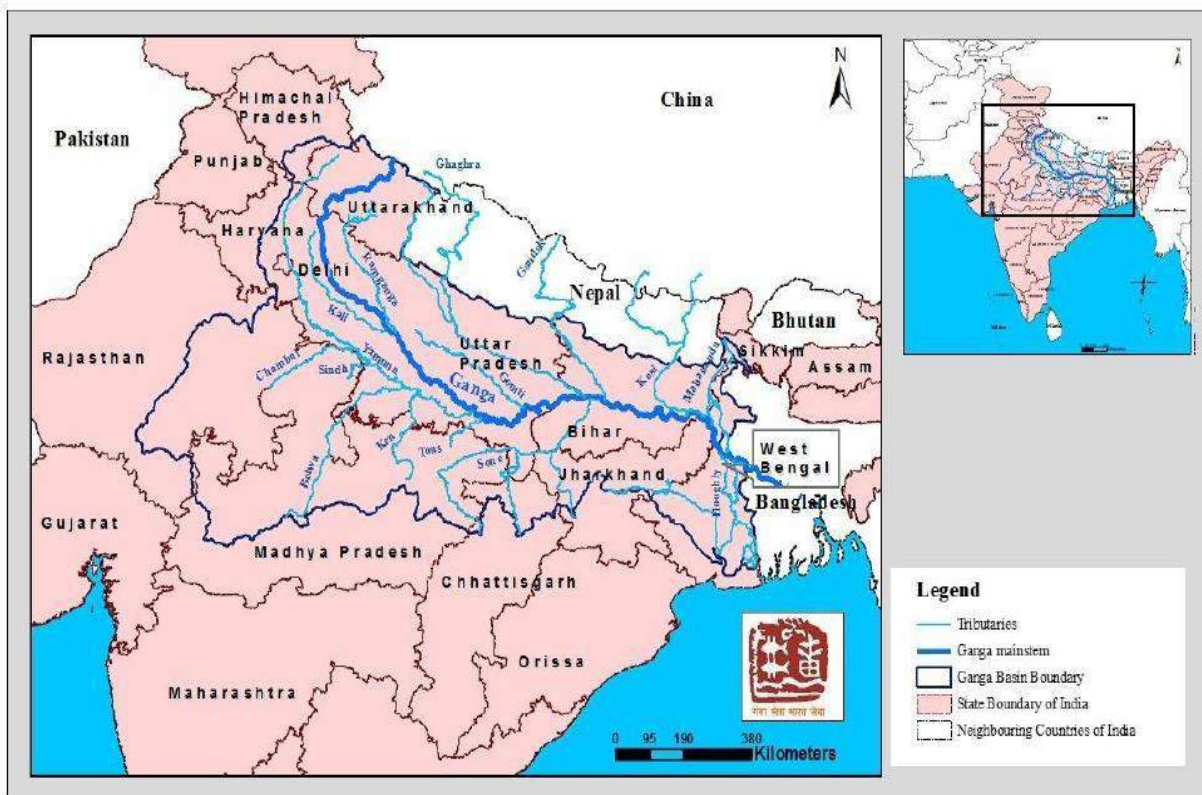 N
Himachal
Pradesh
China
Pakistan
Punjab
Ghaghra
Uttarakhand
Haryana
Delhi
Ramganga
Gandak
Nepal
Bhutan
Kali
Rajasthan
Uttar
Pradesh
Sikkim
Assam
Chambal
Yamuna
Sindh
Ganga
Gomti
Kosi
Mahananda
Bihar
Ken
Tons
Sone
Betwa
Jharkhand
West
Bengal
Hooghly
Bangladesh
Gujarat
Madhya Pradesh
Chhattisgarh
Orissa
Maharashtra
गंगा सेवा भारत सेवा
0 95 190 380
Kilometers
Legend
Tributaries
Ganga mainstem
Ganga Basin Boundary
State Boundary of India
Neighbouring Countries of India